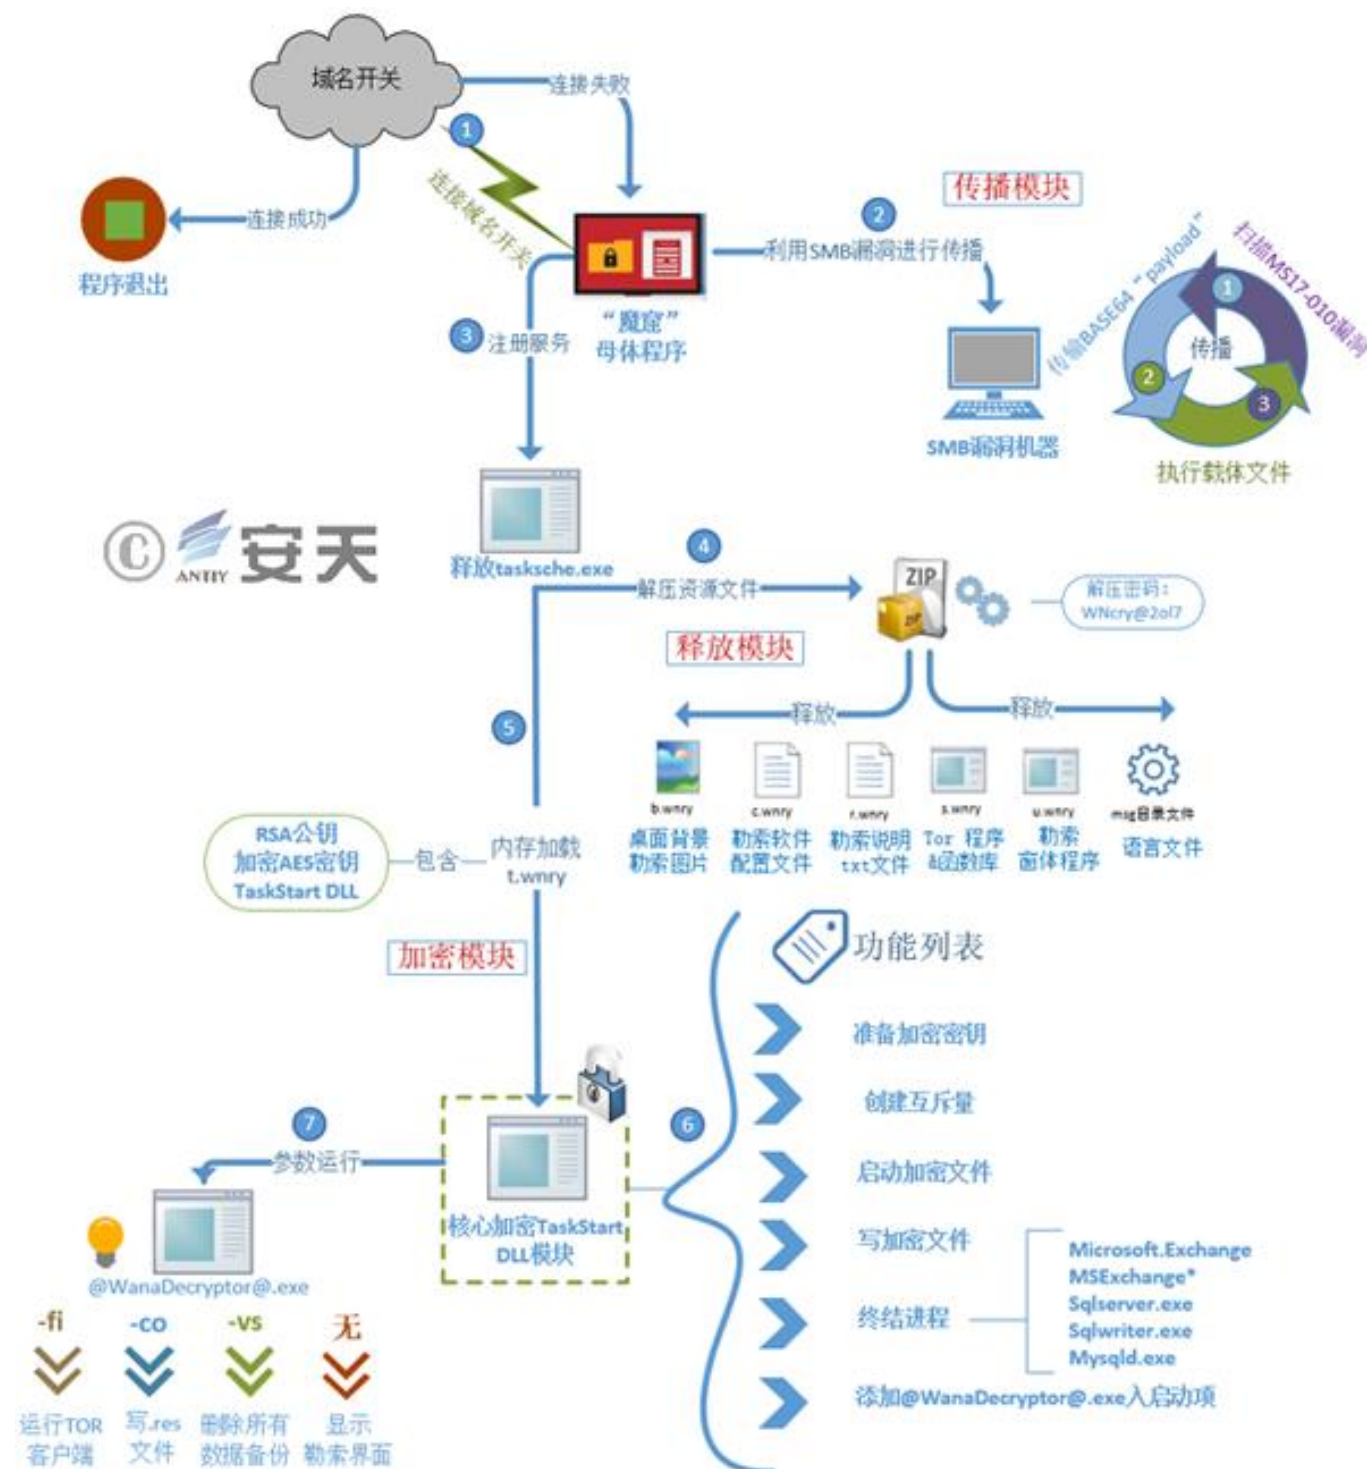 域名开关
连接失败
1
连接域名开关
连接成功
程序退出
传播模块
2
利用SMB漏洞进行传播
“魔窟”
母体程序
3
注册服务
SMB漏洞机器
传输BASE64“payload”
扫描MS17-010漏洞
1
传播
2
3
执行载体文件
© ANTIY 安天
释放tasksche.exe
4
解压资源文件
ZIP
ZIP
解压密码：
WNcry@2ol7
释放模块
释放
释放
5
b.wnry
桌面背景
勒索图片
c.wnry
勒索软件
配置文件
r.wnry
勒索说明
txt文件
s.wnry
Tor 程序
&函数库
u.wnry
勒索
窗体程序
msg目录文件
语言文件
RSA公钥
加密AES密钥
TaskStart DLL
包含
内存加载
t.wnry
加密模块
功能列表
准备加密密钥
创建互斥量
启动加密文件
写加密文件
终结进程
Microsoft.Exchange
MSExchange*
Sqlserver.exe
Sqlwriter.exe
Mysqld.exe
添加@WanaDecryptor@.exe入启动项
6
7
参数运行
核心加密TaskStart
DLL模块
@WanaDecryptor@.exe
-fi
运行TOR
客户端
-co
写.res
文件
-vs
删除所有
数据备份
无
显示
勒索界面